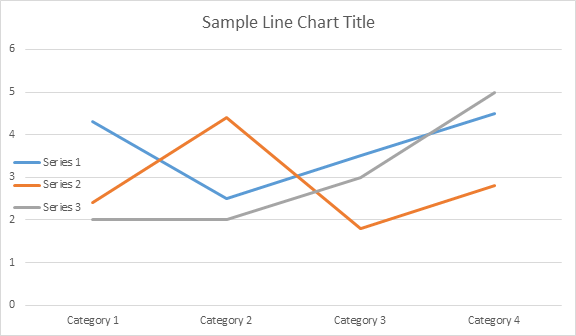 Sample Line Chart Title
6
5
4
3
2
1
0
Series 1
Series 2
Series 3
Category 1 Category 2 Category 3 Category 4